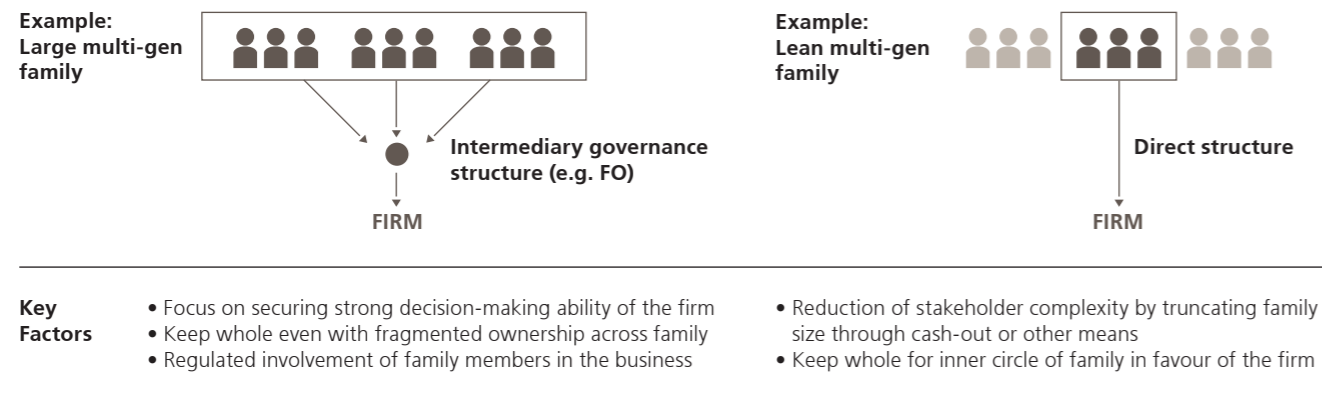 Example:
Large multi-gen
family
Intermediary governance
structure (e.g. FO)
FIRM
Example:
Lean multi-gen
family
Direct structure
FIRM
Key
Factors
• Focus on securing strong decision-making ability of the firm
• Keep whole even with fragmented ownership across family
• Regulated involvement of family members in the business
• Reduction of stakeholder complexity by truncating family
size through cash-out or other means
• Keep whole for inner circle of family in favour of the firm